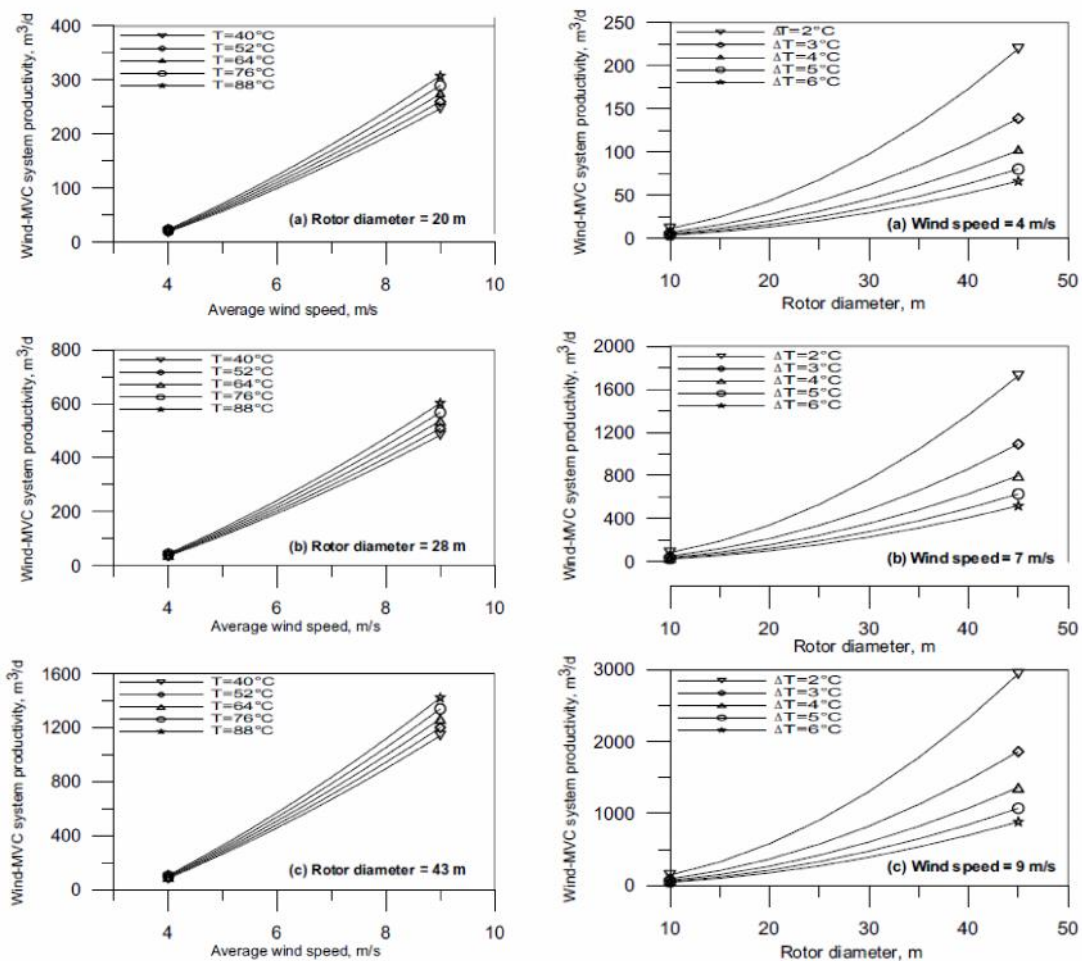 Wind-MVC system productivity, m³/d
400
300
200
100
0
T=40°C
T=52°C
T=64°C
T=76°C
T=88°C
(a) Rotor diameter = 20 m
4 6 8 10
Average wind speed, m/s
Wind-MVC system productivity, m³/d
250
200
150
100
50
0
ΔT=2°C
ΔT=3°C
ΔT=4°C
ΔT=5°C
ΔT=6°C
(a) Wind speed = 4 m/s
10 20 30 40 50
Rotor diameter, m
Wind-MVC system productivity, m³/d
800
600
400
200
0
T=40°C
T=52°C
T=64°C
T=76°C
T=88°C
(b) Rotor diameter = 28 m
4 6 8 10
Average wind speed, m/s
Wind-MVC system productivity, m³/d
2000
1600
1200
800
400
0
ΔT=2°C
ΔT=3°C
ΔT=4°C
ΔT=5°C
ΔT=6°C
(b) Wind speed = 7 m/s
10 20 30 40 50
Rotor diameter, m
Wind-MVC system productivity, m³/d
1600
1200
800
400
0
T=40°C
T=52°C
T=64°C
T=76°C
T=88°C
(c) Rotor diameter = 43 m
4 6 8 10
Average wind speed, m/s
Wind-MVC system productivity, m³/d
3000
2000
1000
0
ΔT=2°C
ΔT=3°C
ΔT=4°C
ΔT=5°C
ΔT=6°C
(c) Wind speed = 9 m/s
10 20 30 40 50
Rotor diameter, m